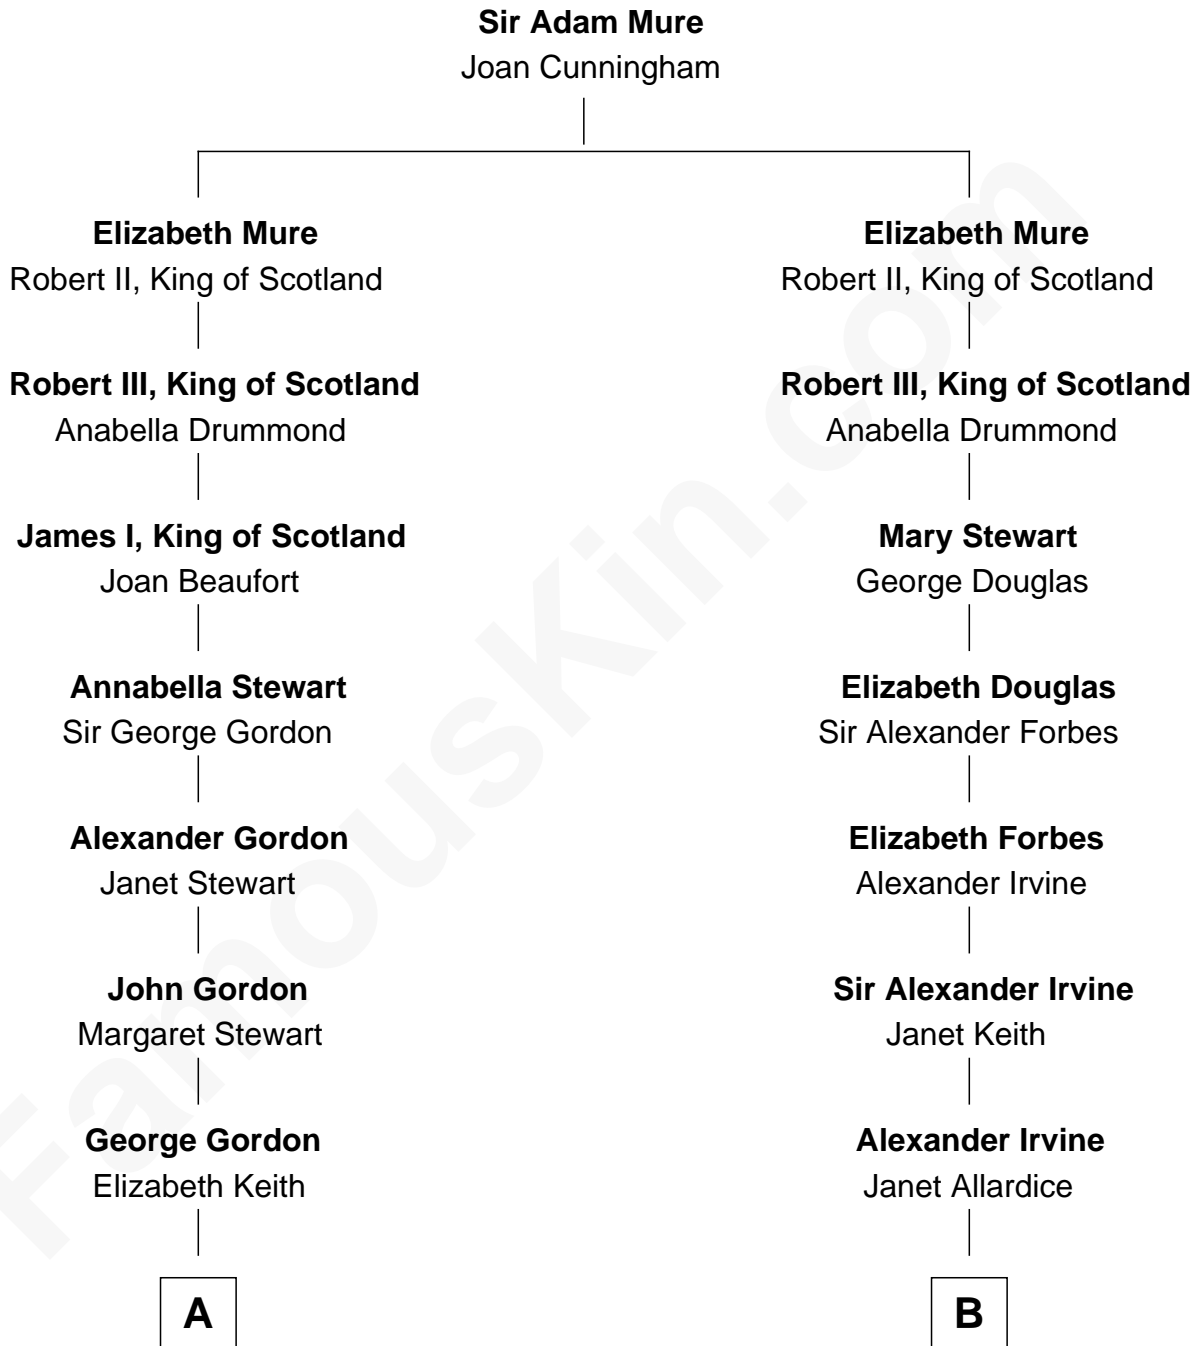 Sir Adam Mure
Joan Cunningham
Elizabeth Mure
Robert II, King of Scotland
Robert III, King of Scotland
Anabella Drummond
James I, King of Scotland
Joan Beaufort
Annabella Stewart
Sir George Gordon
Alexander Gordon
Janet Stewart
John Gordon
Margaret Stewart
George Gordon
Elizabeth Keith
A
Elizabeth Mure
Robert II, King of Scotland
Robert III, King of Scotland
Anabella Drummond
Mary Stewart
George Douglas
Elizabeth Douglas
Sir Alexander Forbes
Elizabeth Forbes
Alexander Irvine
Sir Alexander Irvine
Janet Keith
Alexander Irvine
Janet Allardice
B
FamousKin.com